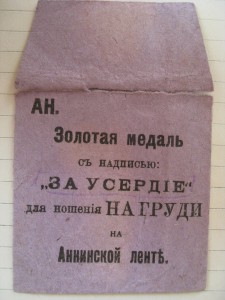 АН.
Золотая медаль
съ надписью:
„ЗА УСЕРДІЕ"
для ношенія НА ГРУДИ
НА
Аннинской лентѣ.